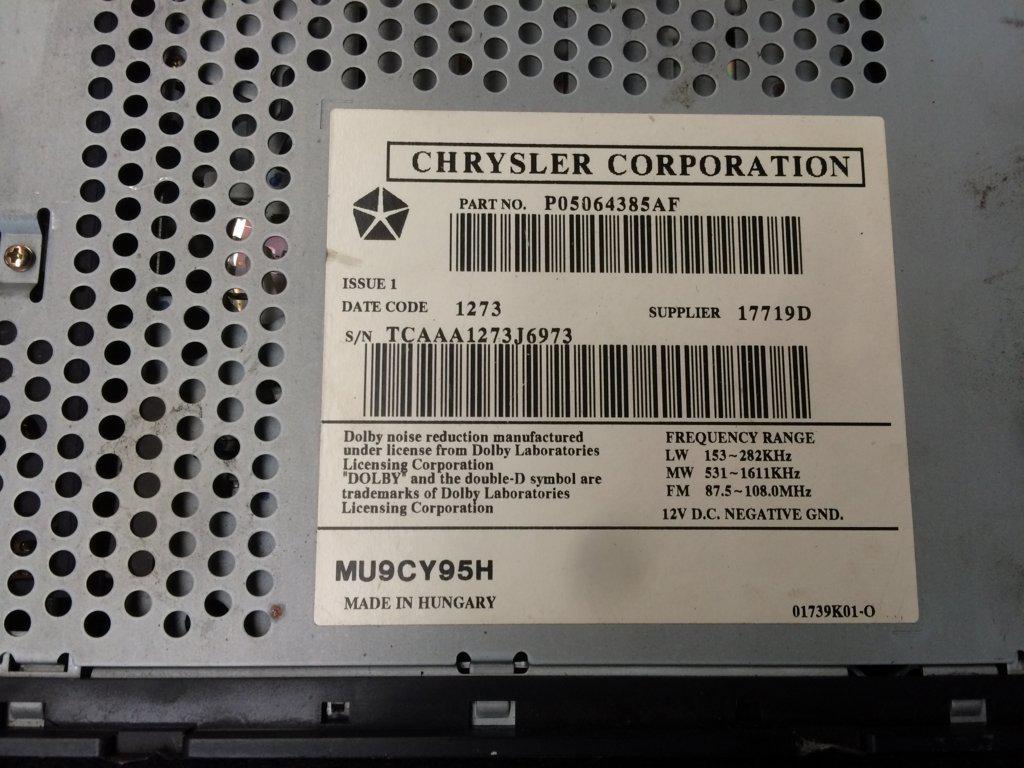 CHRYSLER CORPORATION
PART NO. P05064385AF
ISSUE 1
DATE CODE 1273 SUPPLIER 17719D
S/N TCAAA1273J6973
Dolby noise reduction manufactured
under license from Dolby Laboratories
Licensing Corporation
"DOLBY" and the double-D symbol are
trademarks of Dolby Laboratories
Licensing Corporation
FREQUENCY RANGE
LW 153~282KHz
MW 531~1611KHz
FM 87.5~108.0MHz
12V D.C. NEGATIVE GND.
MU9CY95H
MADE IN HUNGARY
01739K01-O